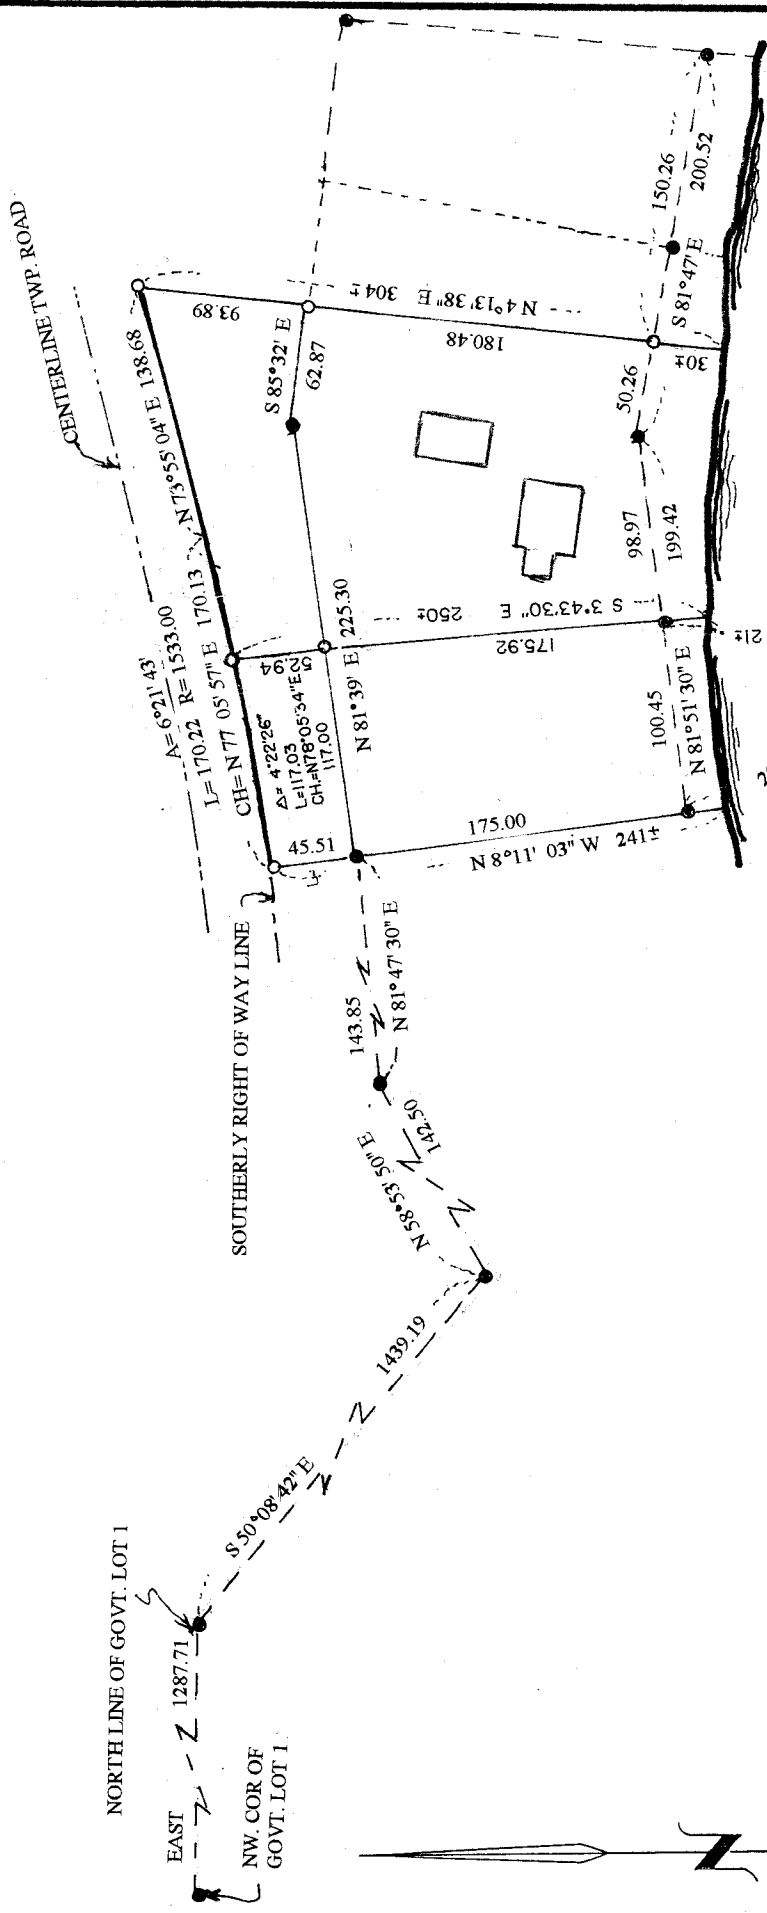 CENTERLINE TWP. ROAD
A= 6°21' 43'
L= 170.22 R= 1533.00
CH= N 77 05' 57" E 170.13
N 73°55' 04" E 138.68
93.89
S 85°32' E
62.87
N 4°13'38" E 304±
180.48
30±
150.26
200.52
S 81°47' E
50.26
98.97
199.42
S 3°43'30" E 250±
175.92
21±
52.94
Δ= 4°22'26"
L=117.03
CH.=N78°05'34"E
117.00
N 81°39' E 225.30
100.45
N 81°51'30" E
45.51
175.00
N 8°11' 03" W 241±
SOUTHERLY RIGHT OF WAY LINE
143.85
N 81°47'30" E
N 58°53' 50" E
142.50
1439.19
S 50°08'42" E
NORTH LINE OF GOVT. LOT 1
EAST 1287.71
NW. COR OF
GOVT. LOT 1
N